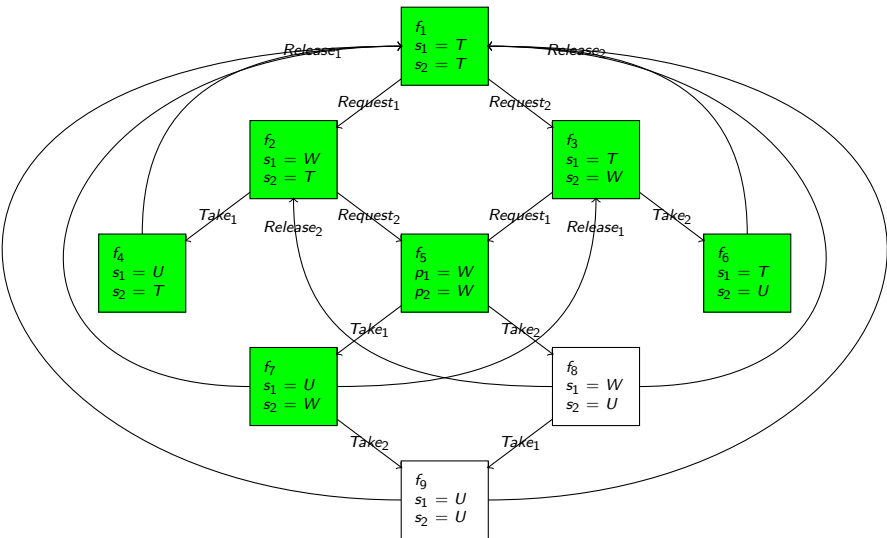 f1
s1 = T
s2 = T
Release1
Release2
Request1
Request2
f2
s1 = W
s2 = T
f3
s1 = T
s2 = W
Take1
Request2
Request1
Take2
Release2
Release1
f4
s1 = U
s2 = T
f5
p1 = W
p2 = W
f6
s1 = T
s2 = U
Take1
Take2
f7
s1 = U
s2 = W
f8
s1 = W
s2 = U
Take2
Take1
f9
s1 = U
s2 = U